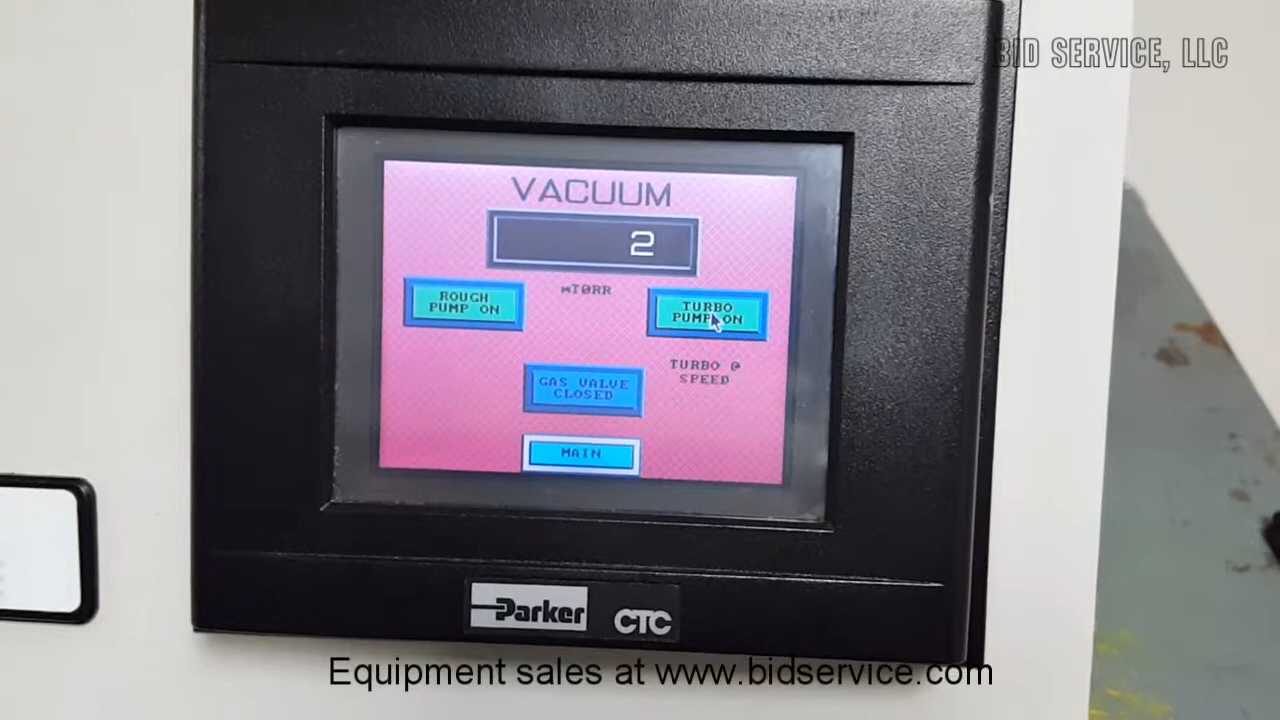 BID SERVICE, LLC
VACUUM
2
mTORR
ROUGH
PUMP ON
TURBO
PUMP ON
TURBO @
SPEED
GAS VALVE
CLOSED
MAIN
Parker
CTC
Equipment sales at www.bidservice.com